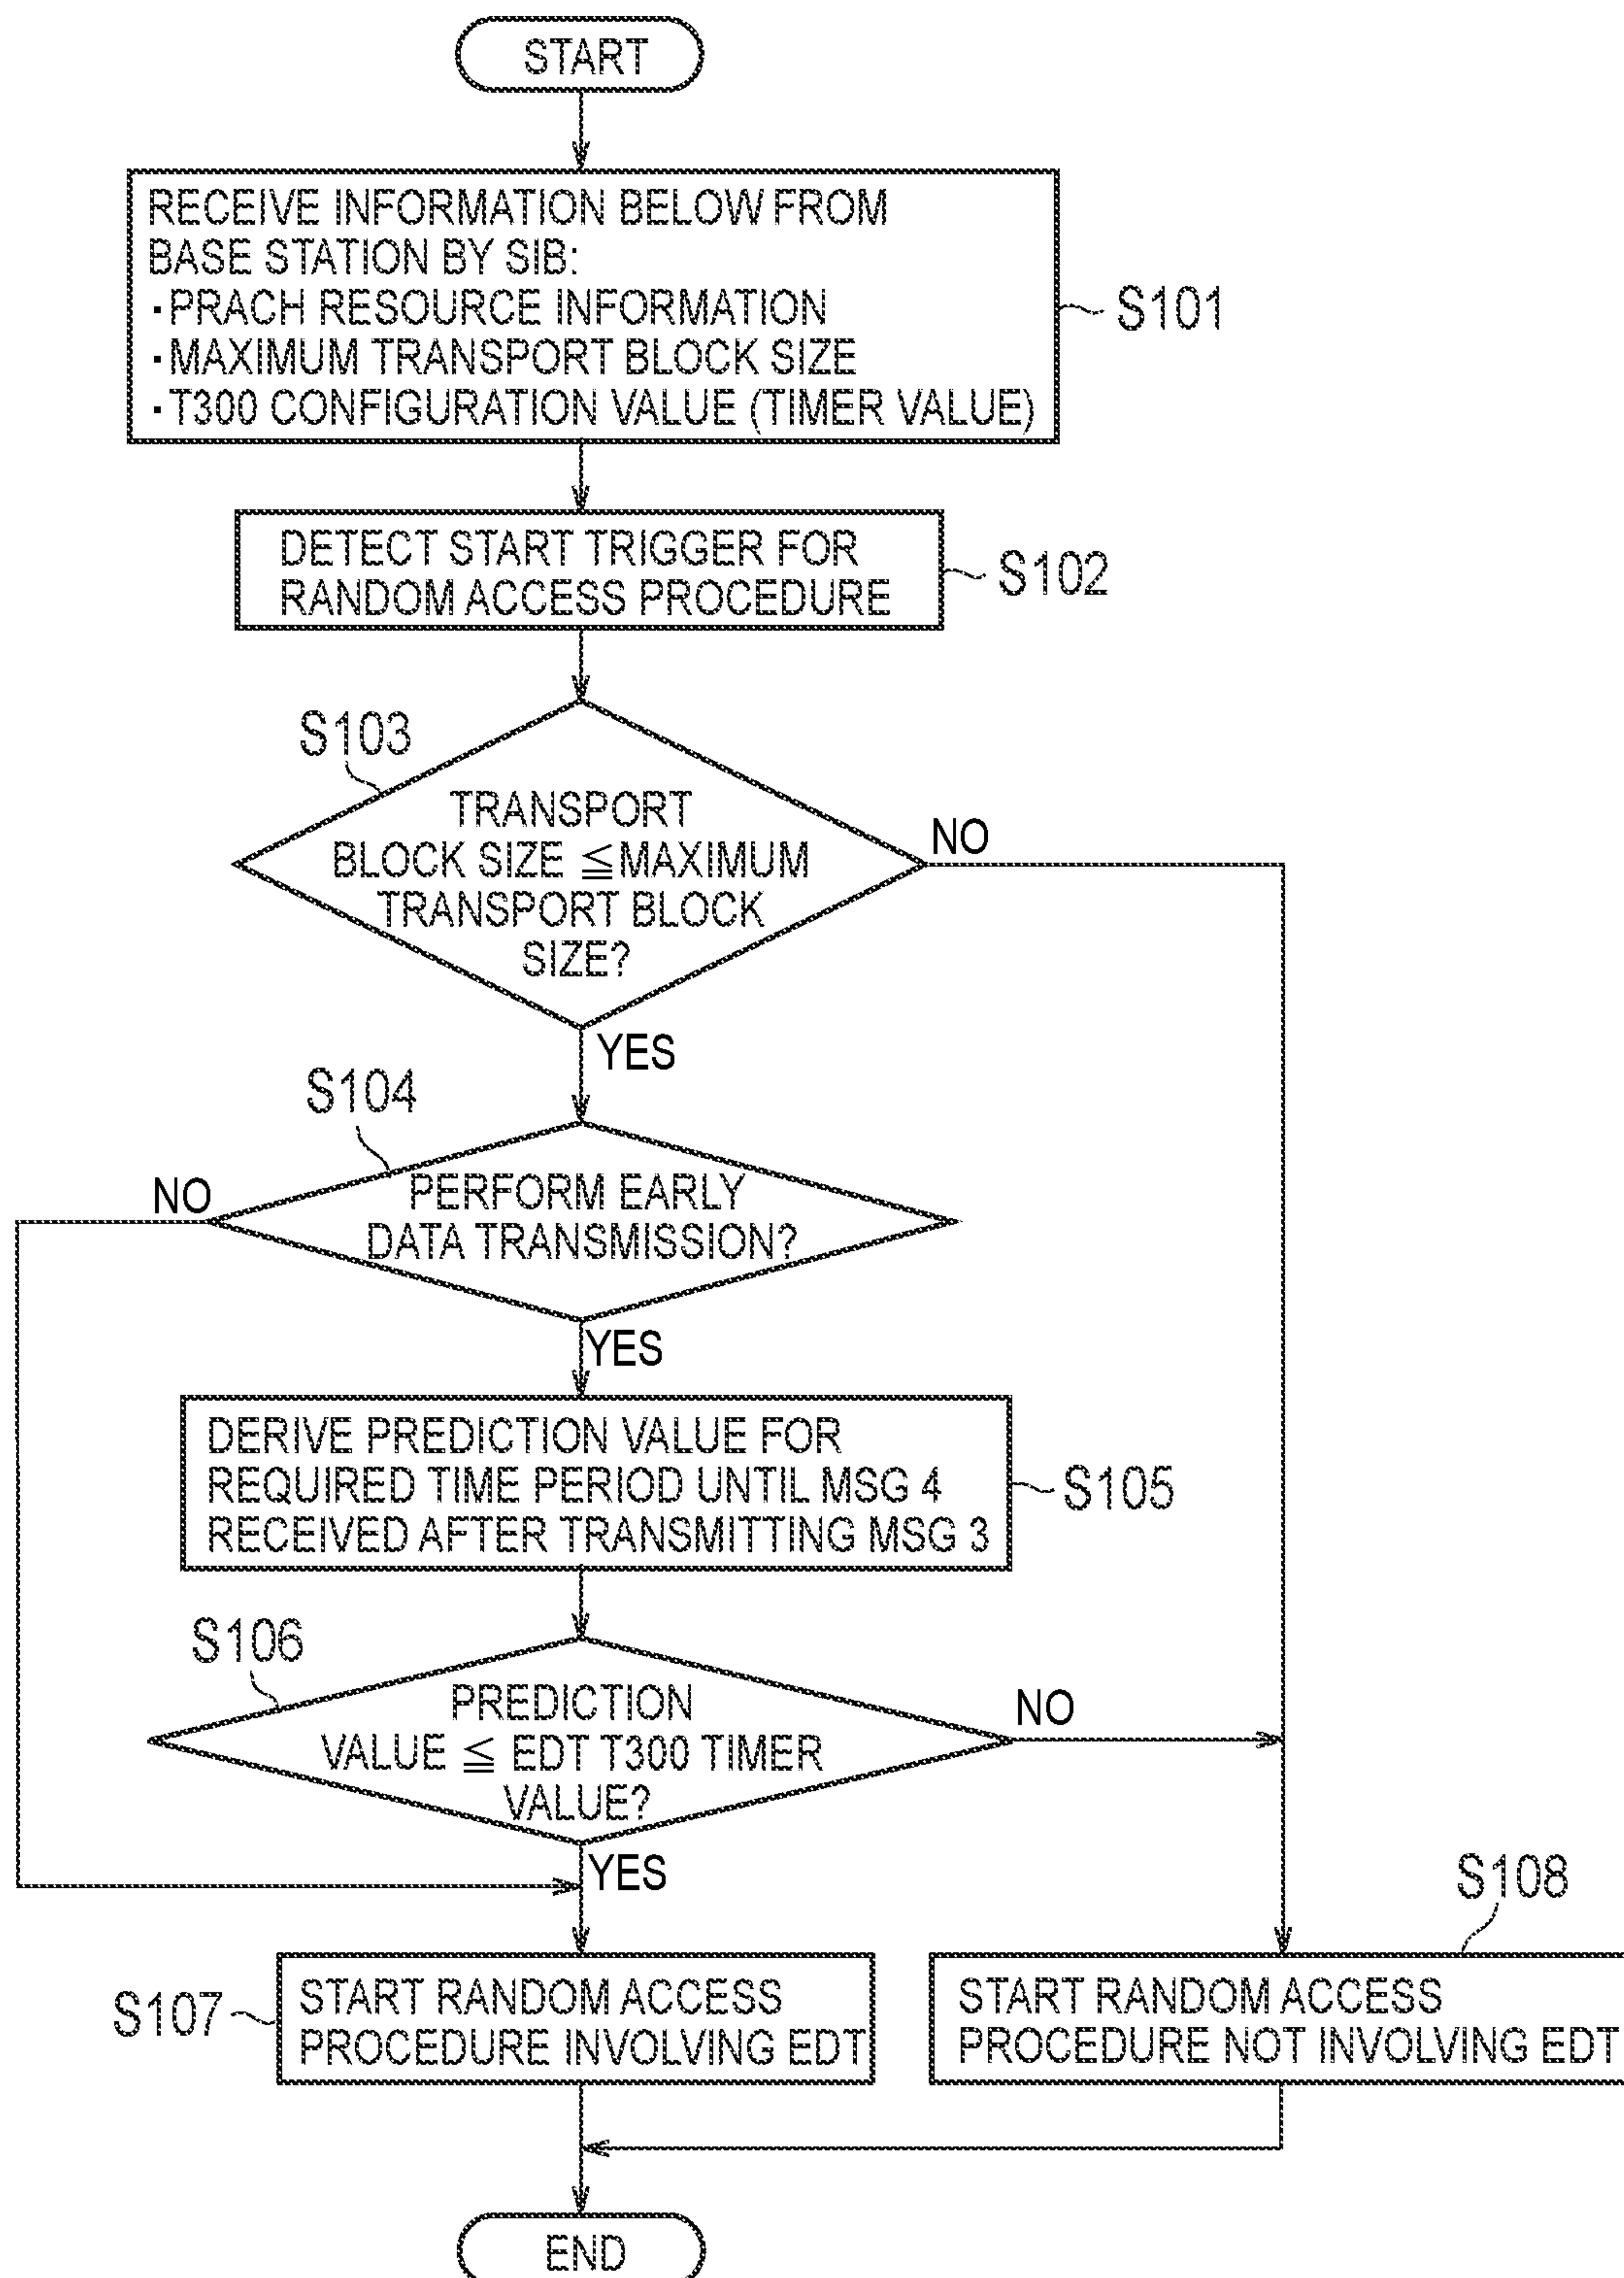 START
RECEIVE INFORMATION BELOW FROM
BASE STATION BY SIB:
・PRACH RESOURCE INFORMATION
・MAXIMUM TRANSPORT BLOCK SIZE
・T300 CONFIGURATION VALUE (TIMER VALUE)
S101
DETECT START TRIGGER FOR
RANDOM ACCESS PROCEDURE
S102
S103
TRANSPORT
BLOCK SIZE ≦MAXIMUM
TRANSPORT BLOCK
SIZE?
NO
YES
S104
NO
PERFORM EARLY
DATA TRANSMISSION?
YES
DERIVE PREDICTION VALUE FOR
REQUIRED TIME PERIOD UNTIL MSG 4
RECEIVED AFTER TRANSMITTING MSG 3
S105
S106
PREDICTION
VALUE ≦ EDT T300 TIMER
VALUE?
NO
YES
S108
S107
START RANDOM ACCESS
PROCEDURE INVOLVING EDT
START RANDOM ACCESS
PROCEDURE NOT INVOLVING EDT
END